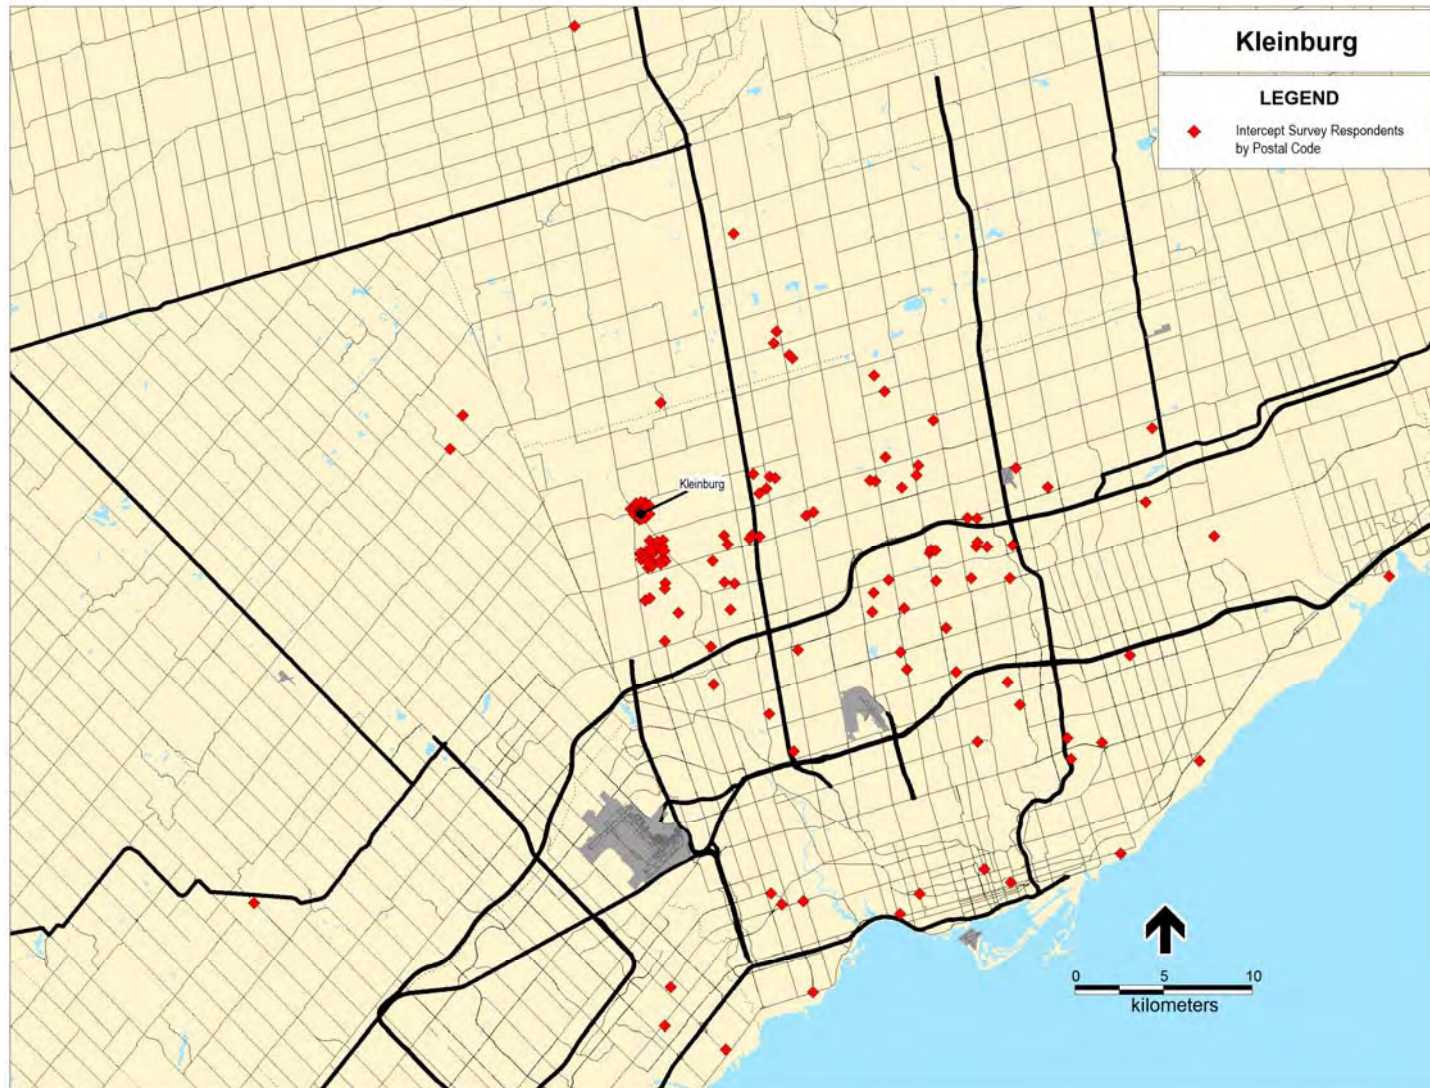 Kleinburg
LEGEND
Intercept Survey Respondents
by Postal Code
Kleinburg
0 5 10
kilometers